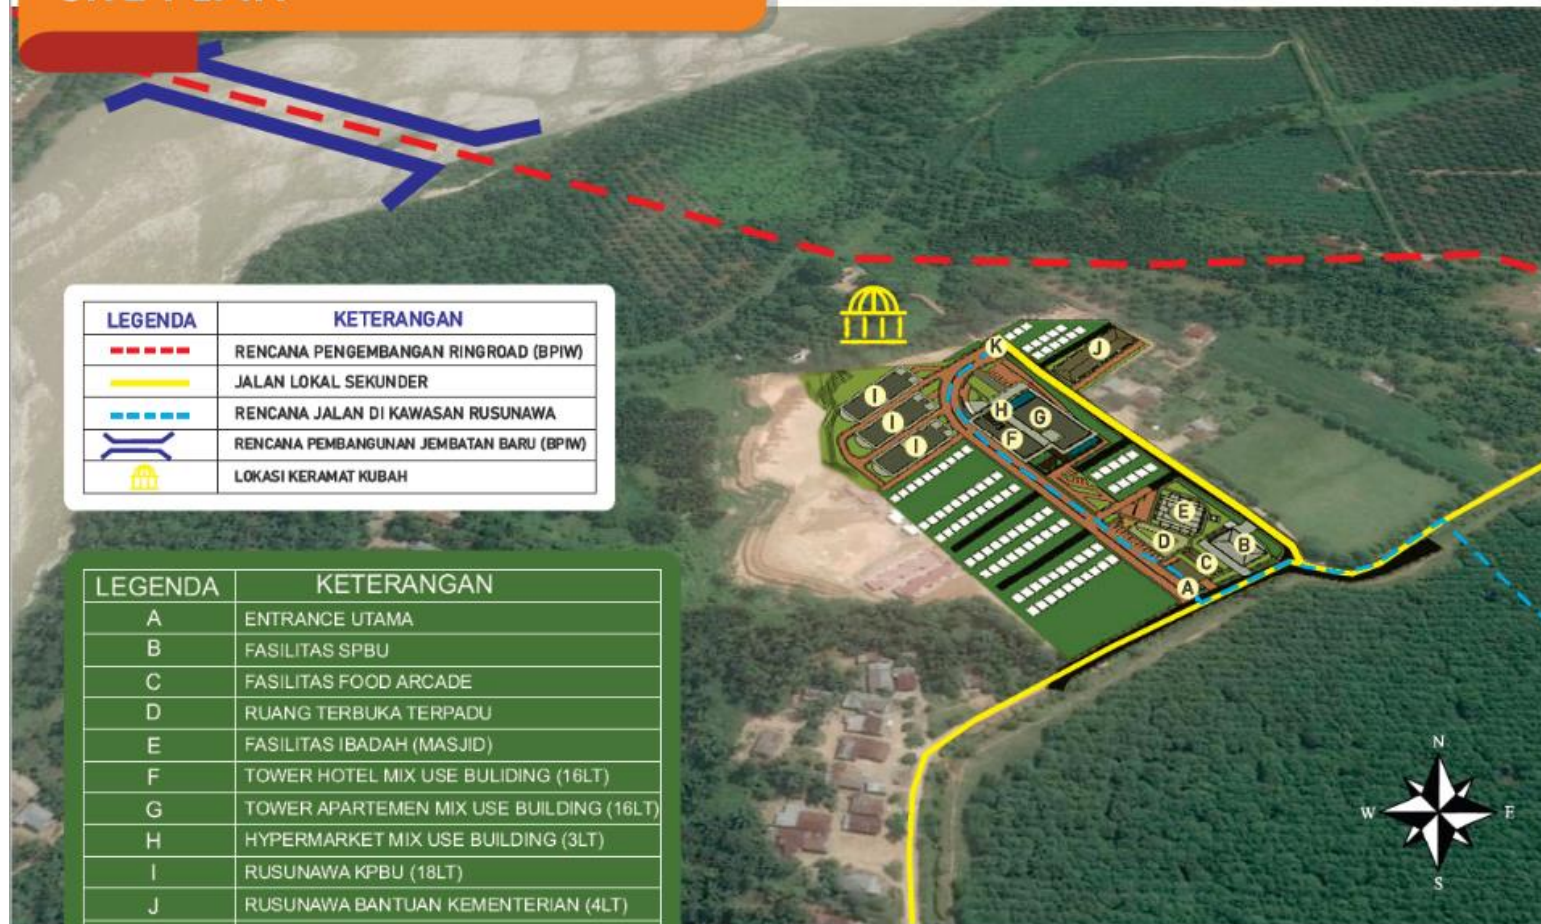 LEGENDA KETERANGAN
RENCANA PENGEMBANGAN RINGROAD (BPIW)
JALAN LOKAL SEKUNDER
RENCANA JALAN DI KAWASAN RUSUNAWA
RENCANA PEMBANGUNAN JEMBATAN BARU (BPIW)
LOKASI KERAMAT KUBAH
K
J
I
H
G
I
F
I
E
D
B
C
A
LEGENDA KETERANGAN
A ENTRANCE UTAMA
B FASILITAS SPBU
C FASILITAS FOOD ARCADE
D RUANG TERBUKA TERPADU
E FASILITAS IBADAH (MASJID)
F TOWER HOTEL MIX USE BULIDING (16LT)
G TOWER APARTEMEN MIX USE BUILDING (16LT)
H HYPERMARKET MIX USE BUILDING (3LT)
I RUSUNAWA KPBU (18LT)
J RUSUNAWA BANTUAN KEMENTERIAN (4LT)
N
W E
S